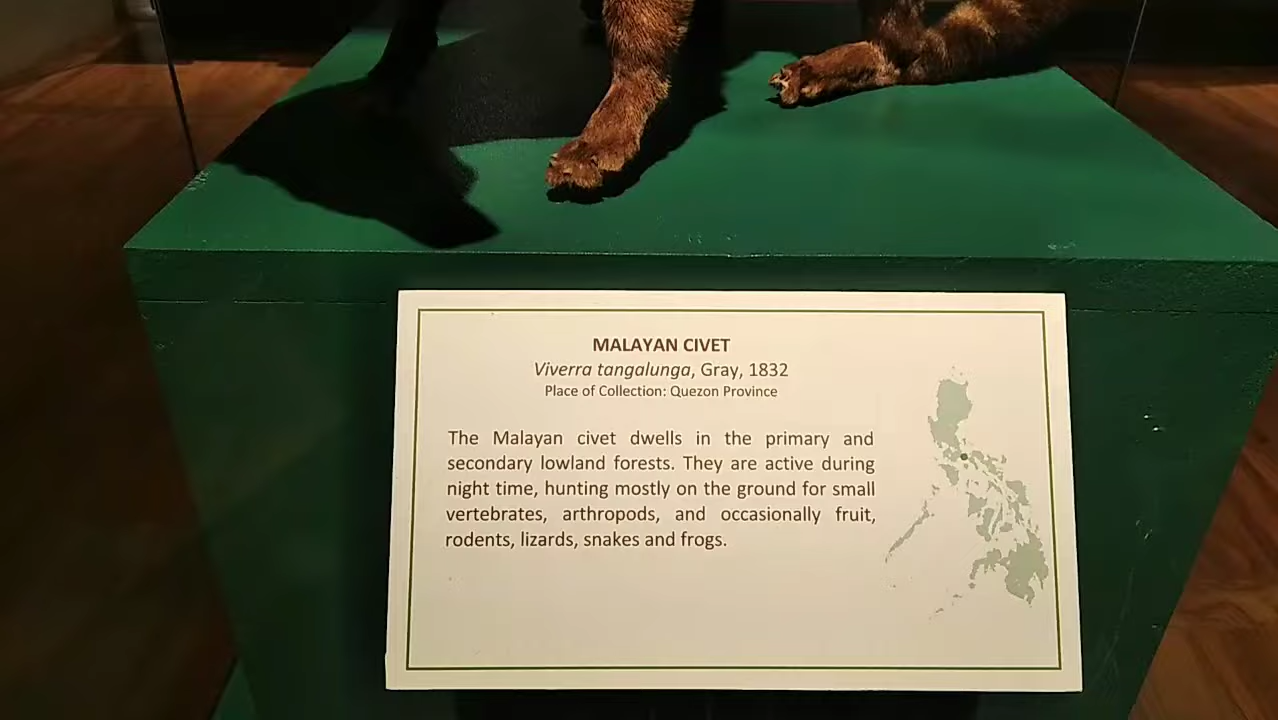 MALAYAN CIVET
Viverra tangalunga, Gray, 1832
Place of Collection: Quezon Province
The Malayan civet dwells in the primary and
secondary lowland forests. They are active during
night time, hunting mostly on the ground for small
vertebrates, arthropods, and occasionally fruit,
rodents, lizards, snakes and frogs.